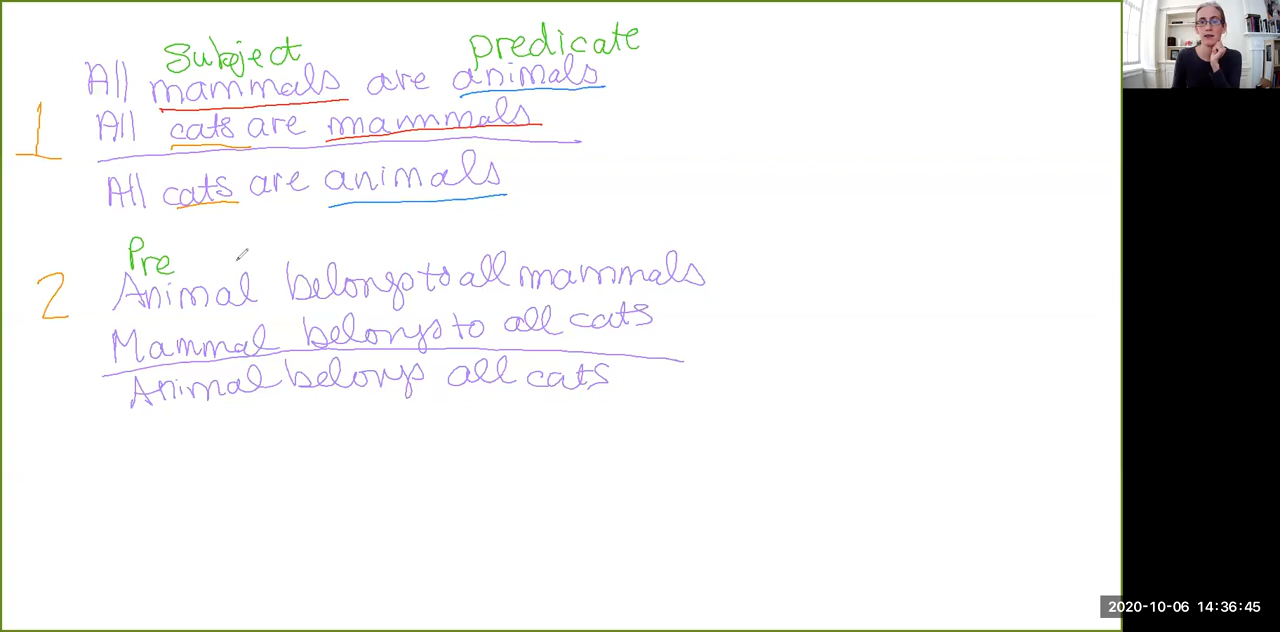 Subject predicate
All mammals are animals
1
All cats are mammals
All cats are animals
Pre
2
Animal belongs to all mammals
Mammal belongs to all cats
Animal belongs all cats
2020-10-06 14:36:45